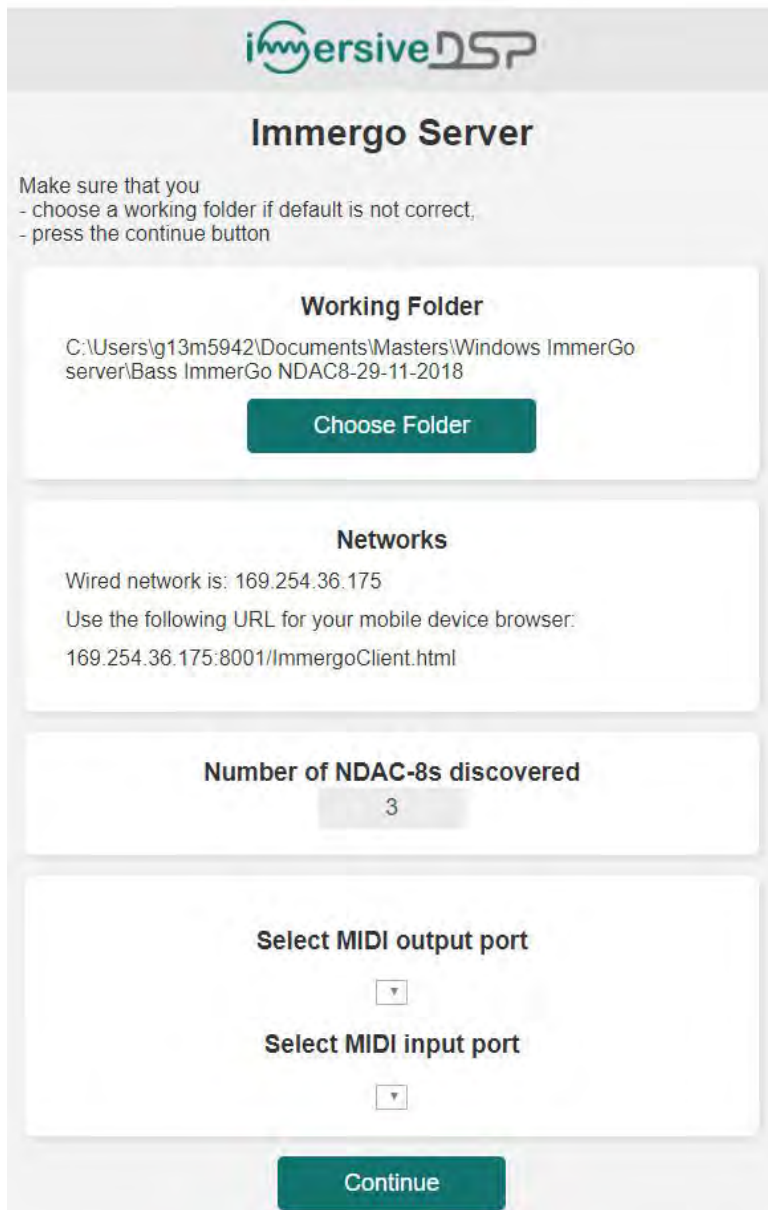 immersiveDSP
Immergo Server
Make sure that you
- choose a working folder if default is not correct,
- press the continue button
Working Folder
C:\Users\g13m5942\Documents\Masters\Windows ImmerGo
server\Bass ImmerGo NDAC8-29-11-2018
Choose Folder
Networks
Wired network is: 169.254.36.175
Use the following URL for your mobile device browser:
169.254.36.175:8001/ImmergoClient.html
Number of NDAC-8s discovered
3
Select MIDI output port
Select MIDI input port
Continue